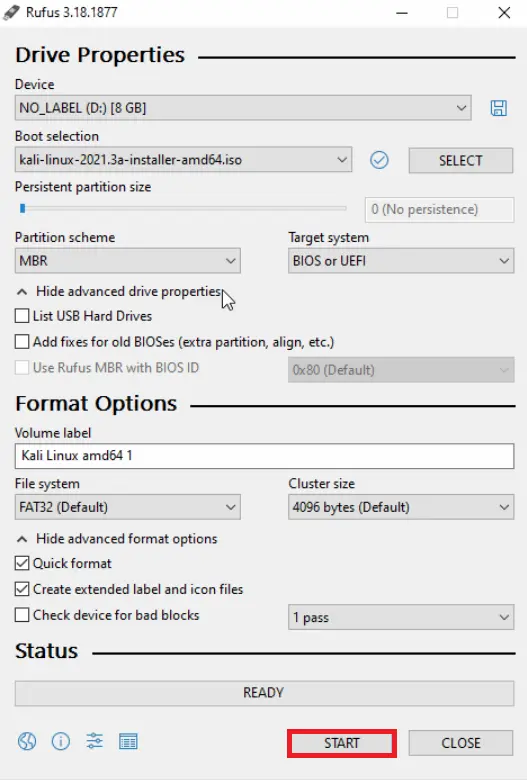 Rufus 3.18.1877
Drive Properties
Device
NO_LABEL (D:) [8 GB]
Boot selection
kali-linux-2021.3a-installer-amd64.iso
SELECT
Persistent partition size
0 (No persistence)
Partition scheme
Target system
MBR
BIOS or UEFI
Hide advanced drive properties
List USB Hard Drives
Add fixes for old BIOSes (extra partition, align, etc.)
Use Rufus MBR with BIOS ID
0x80 (Default)
Format Options
Volume label
Kali Linux amd64 1
File system
Cluster size
FAT32 (Default)
4096 bytes (Default)
Hide advanced format options
Quick format
Create extended label and icon files
Check device for bad blocks
1 pass
Status
READY
START
CLOSE